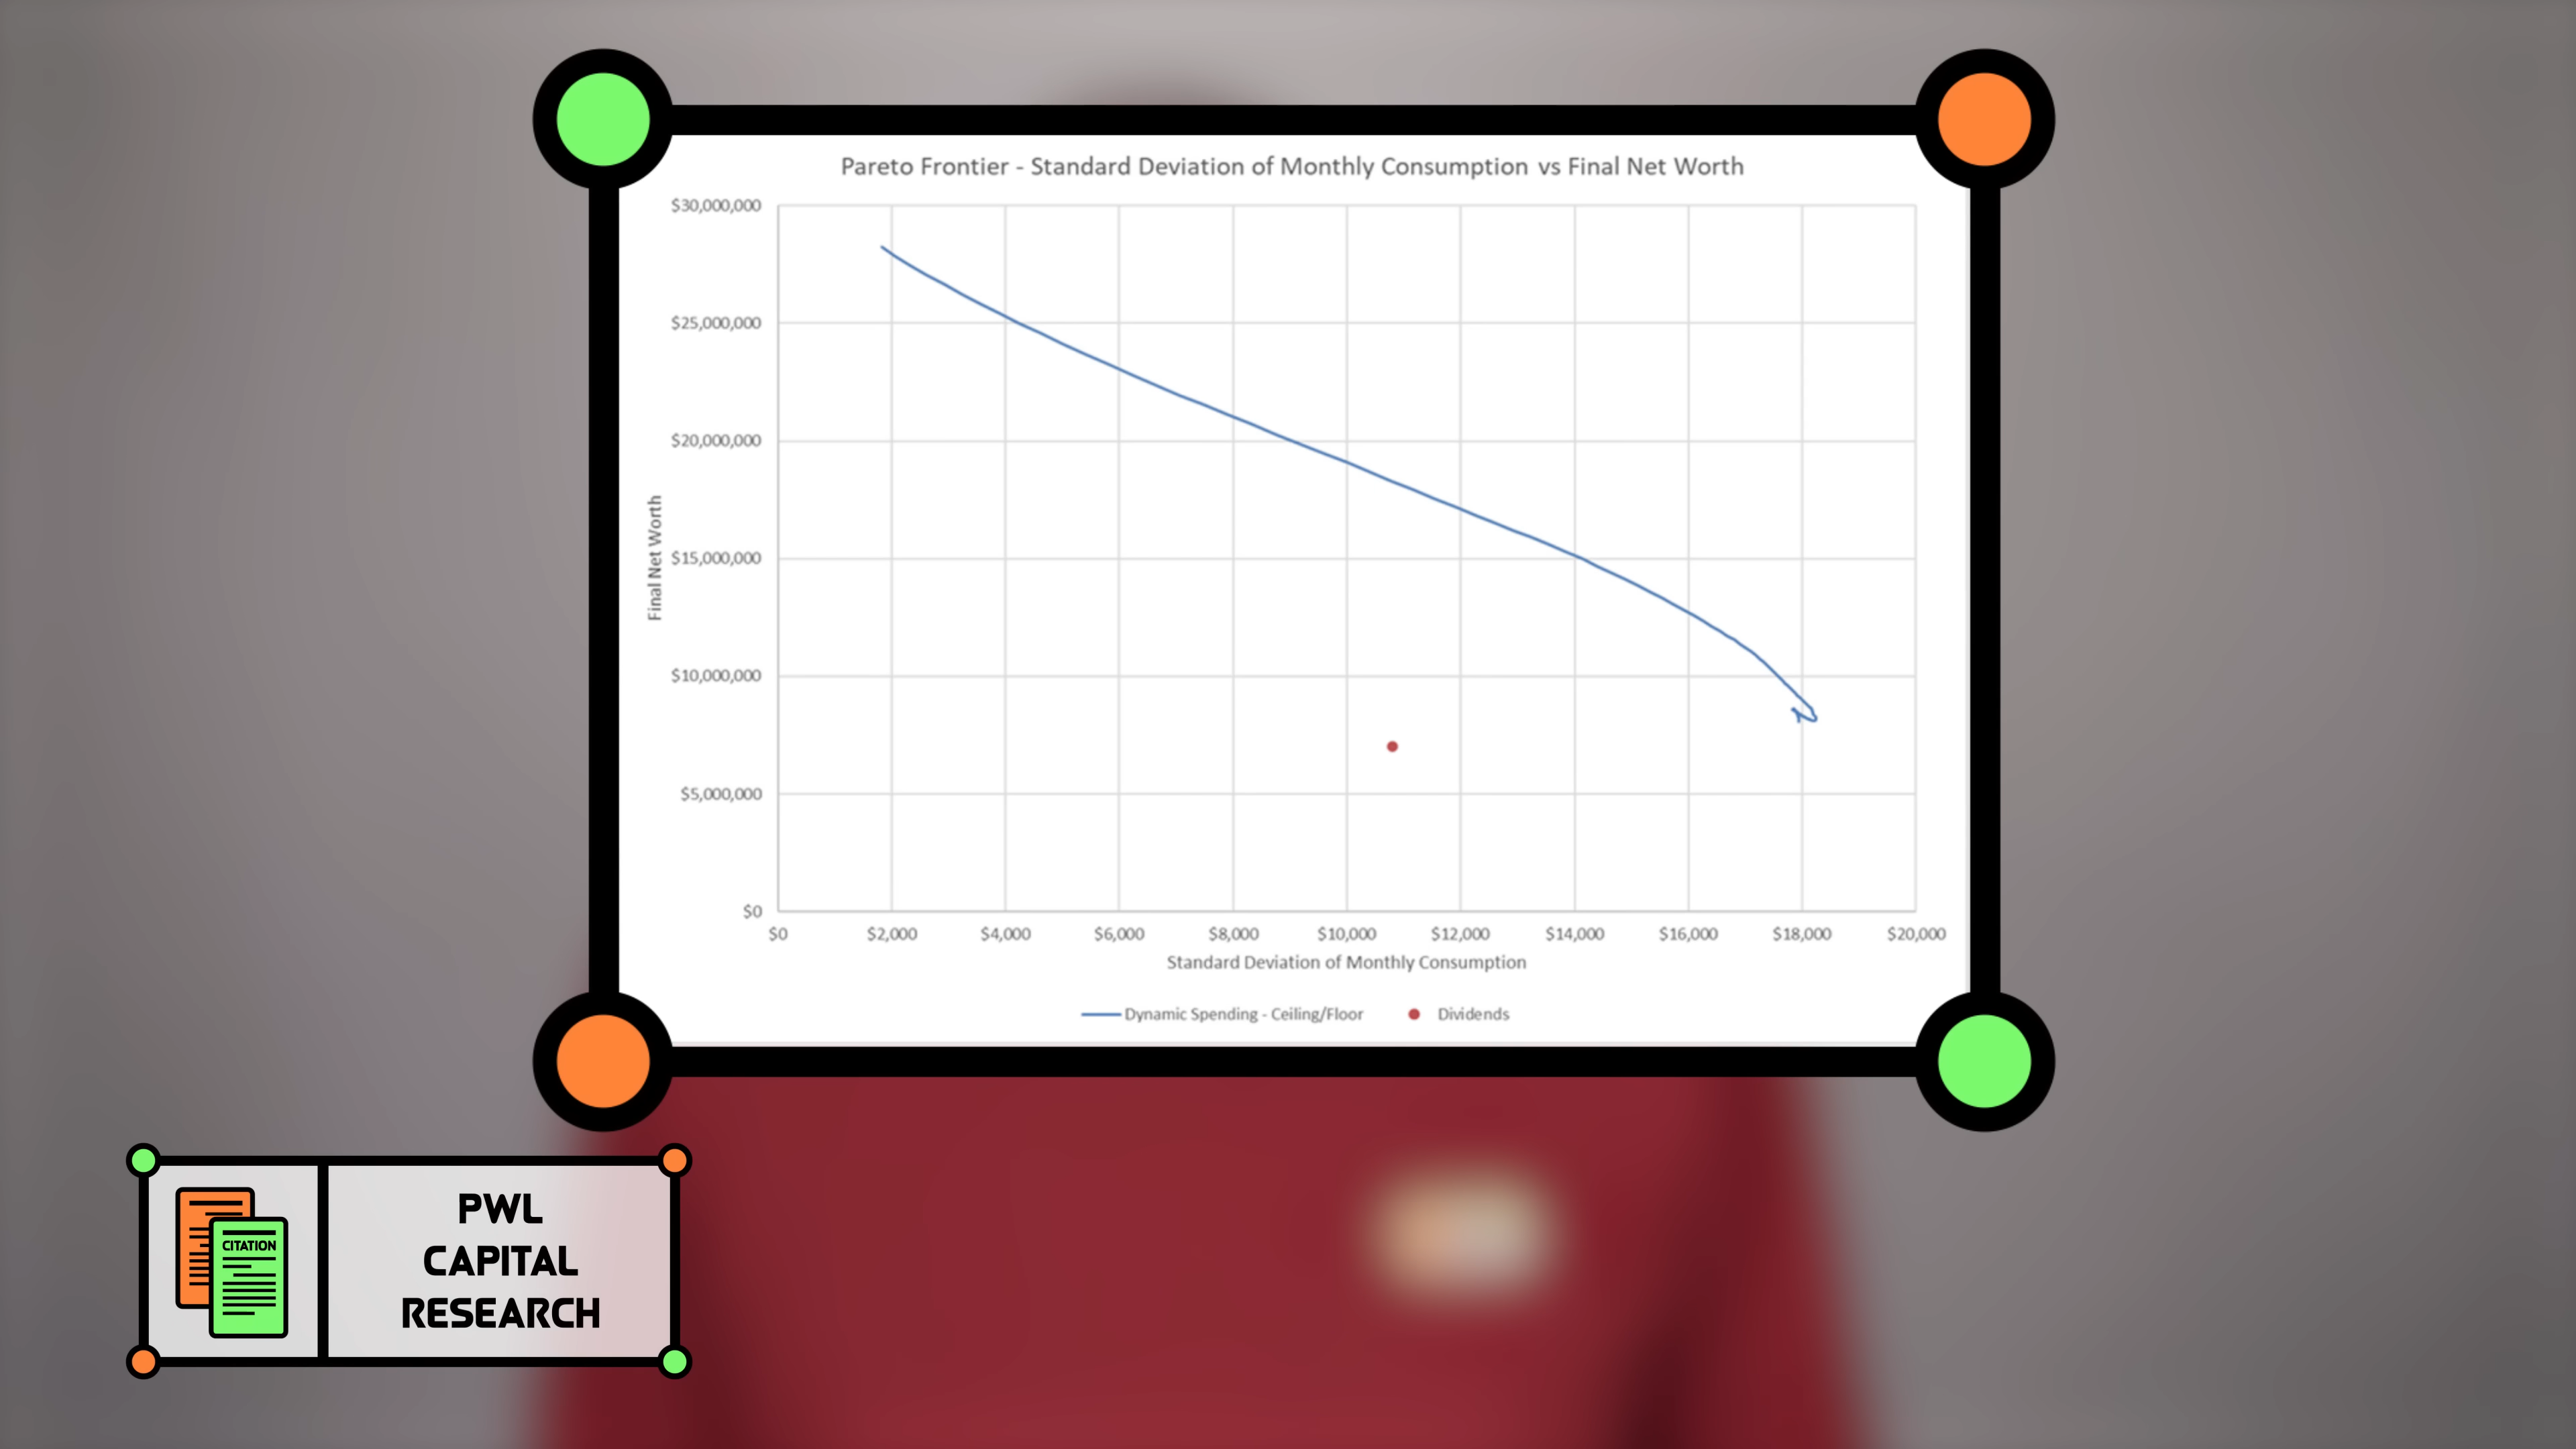 Pareto Frontier - Standard Deviation of Monthly Consumption vs Final Net Worth
$30,000,000
$25,000,000
$20,000,000
$15,000,000
$10,000,000
$5,000,000
$0
Final Net Worth
$0 $2,000 $4,000 $6,000 $8,000 $10,000 $12,000 $14,000 $16,000 $18,000 $20,000
Standard Deviation of Monthly Consumption
Dynamic Spending - Ceiling/Floor Dividends
CITATION
PWL
CAPITAL
RESEARCH